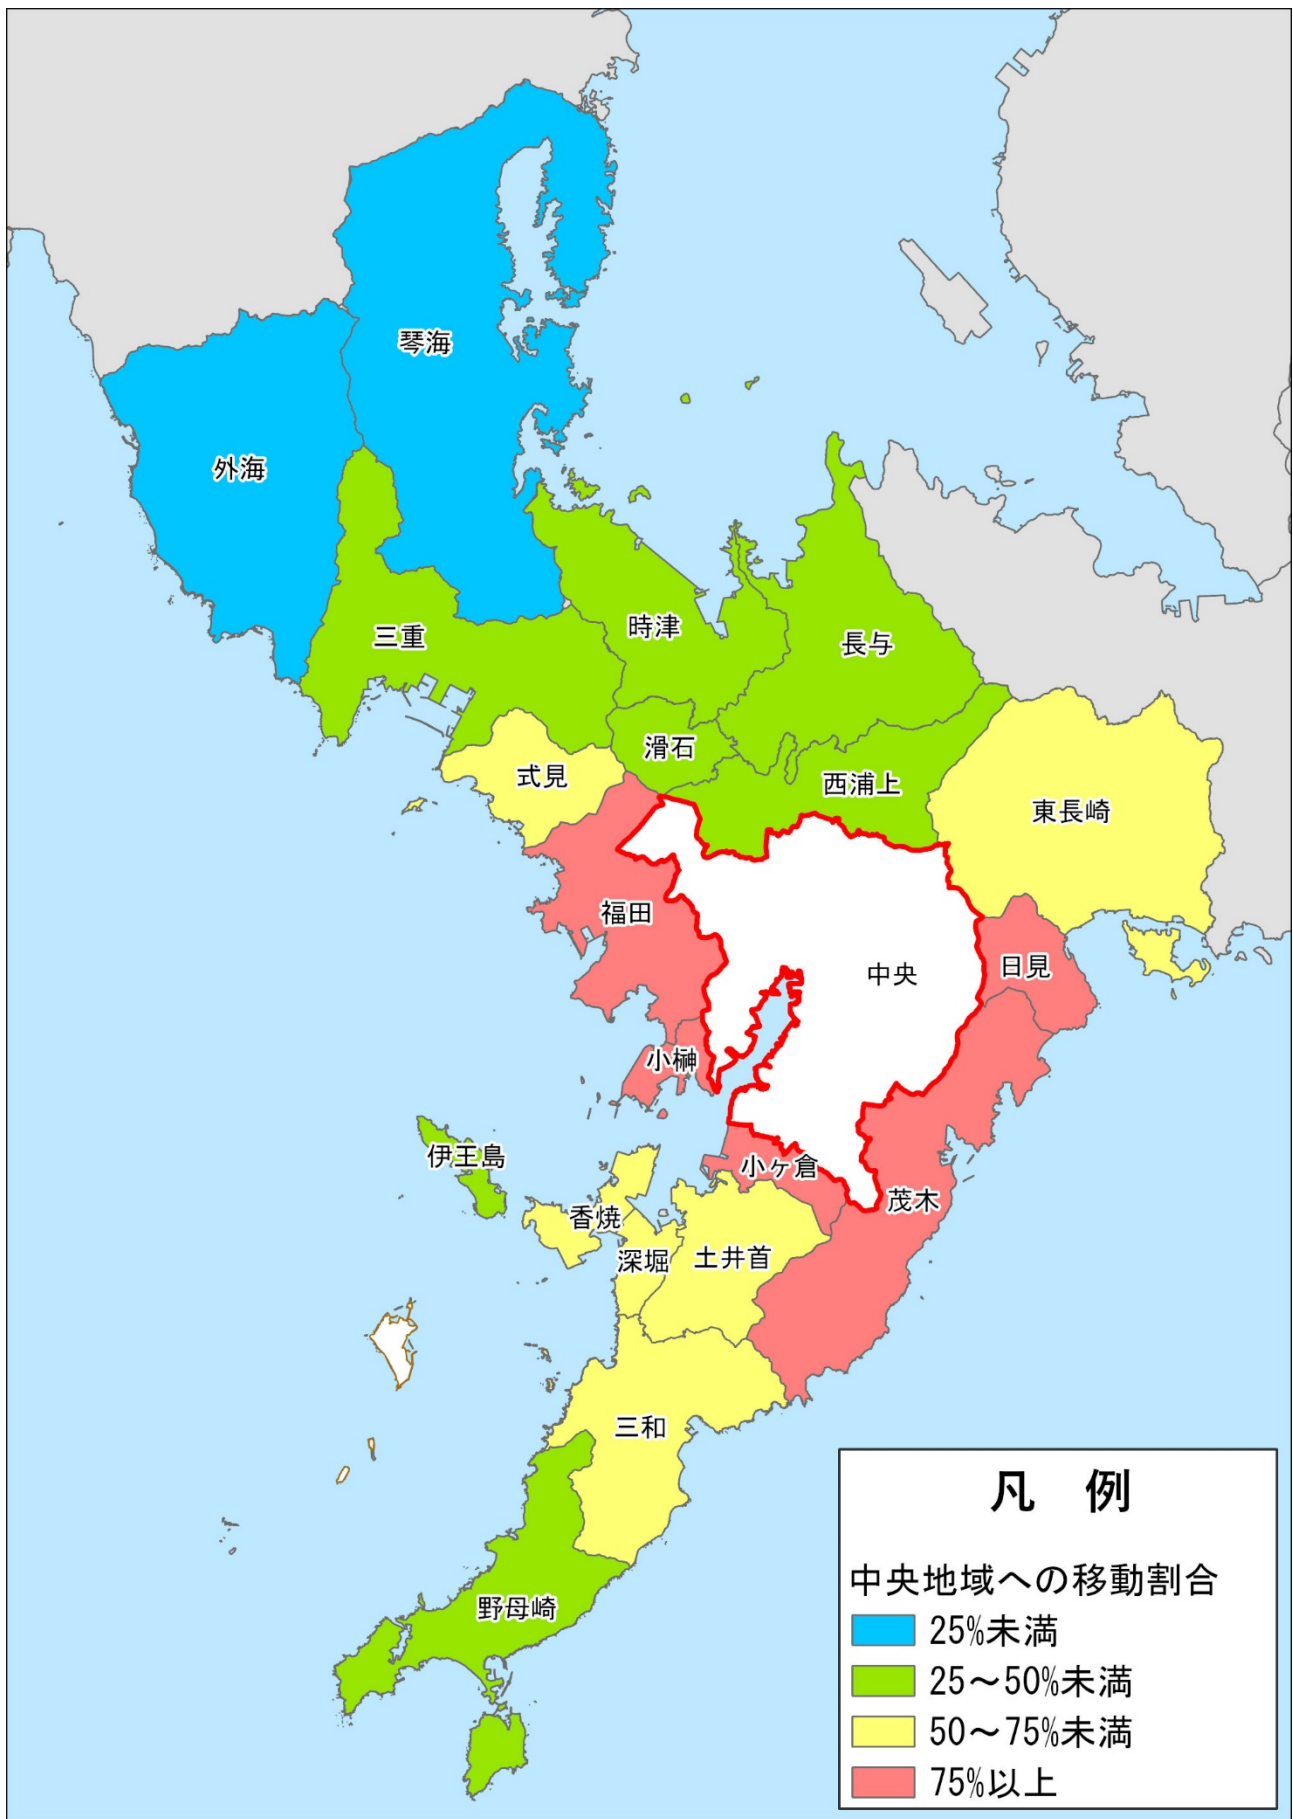 琴海
外海
三重
時津
長与
滑石
西浦上
式見
東長崎
福田
中央
日見
小榊
伊王島
小ヶ倉
茂木
香焼
深堀
土井首
三和
野母崎
凡 例
中央地域への移動割合
25%未満
25～50%未満
50～75%未満
75%以上